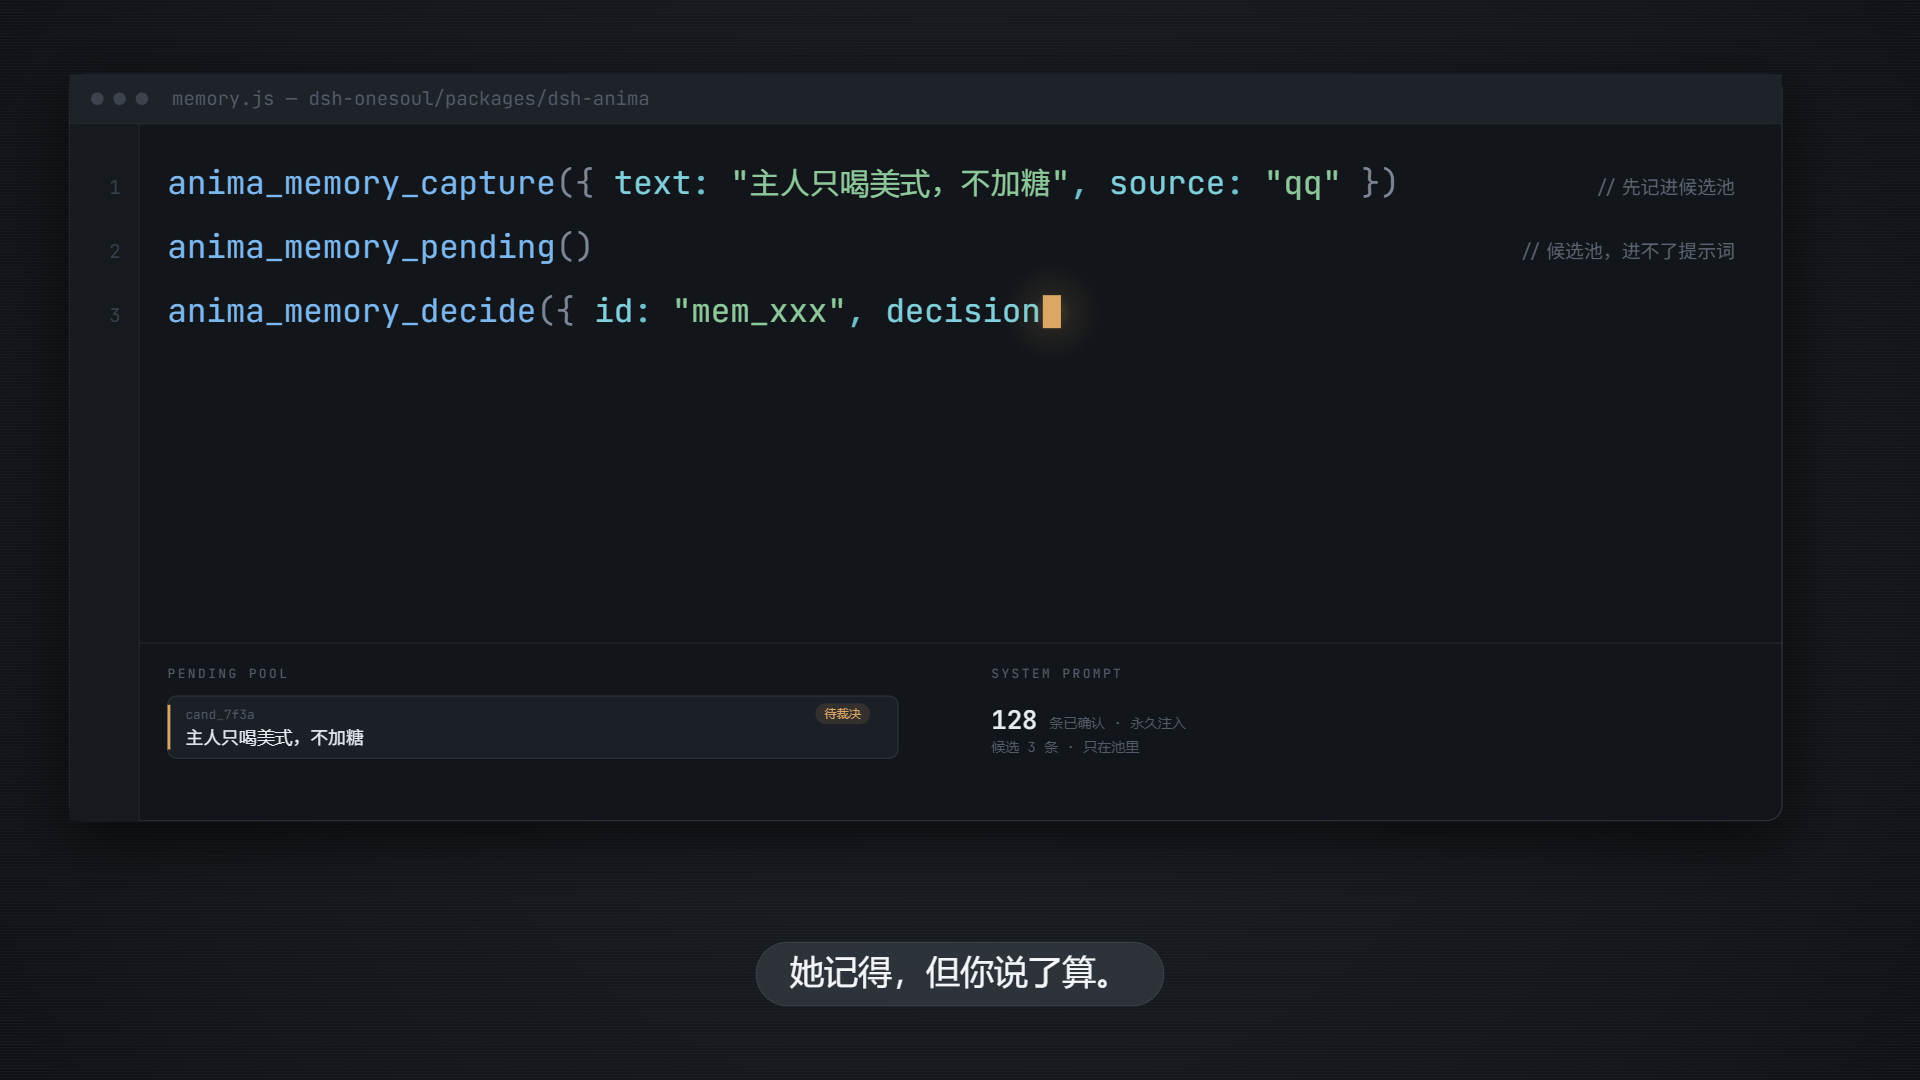 memory.js — dsh-onesoul/packages/dsh-anima
1 anima_memory_capture({ text: "主人只喝美式，不加糖", source: "qq" }) // 先记进候选池
2 anima_memory_pending() // 候选池，进不了提示词
3 anima_memory_decide({ id: "mem_xxx", decision
PENDING POOL
cand_7f3a 待裁决
主人只喝美式，不加糖
SYSTEM PROMPT
128 条已确认 · 永久注入
候选 3 条 · 只在池里
她记得，但你说了算。